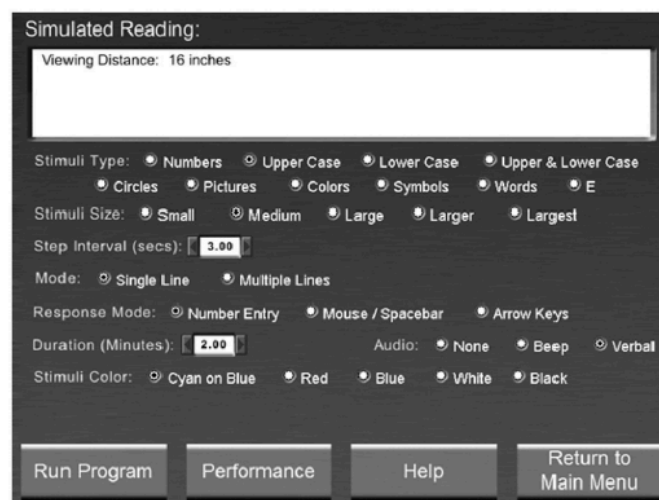 Simulated Reading:
Viewing Distance: 16 inches
Stimuli Type: Numbers Upper Case Lower Case Upper & Lower Case
Circles Pictures Colors Symbols Words E
Stimuli Size: Small Medium Large Larger Largest
Step Interval (secs): 3.00
Mode: Single Line Multiple Lines
Response Mode: Number Entry Mouse / Spacebar Arrow Keys
Duration (Minutes): 2.00 Audio: None Beep Verbal
Stimuli Color: Cyan on Blue Red Blue White Black
Run Program Performance Help Return to
Main Menu